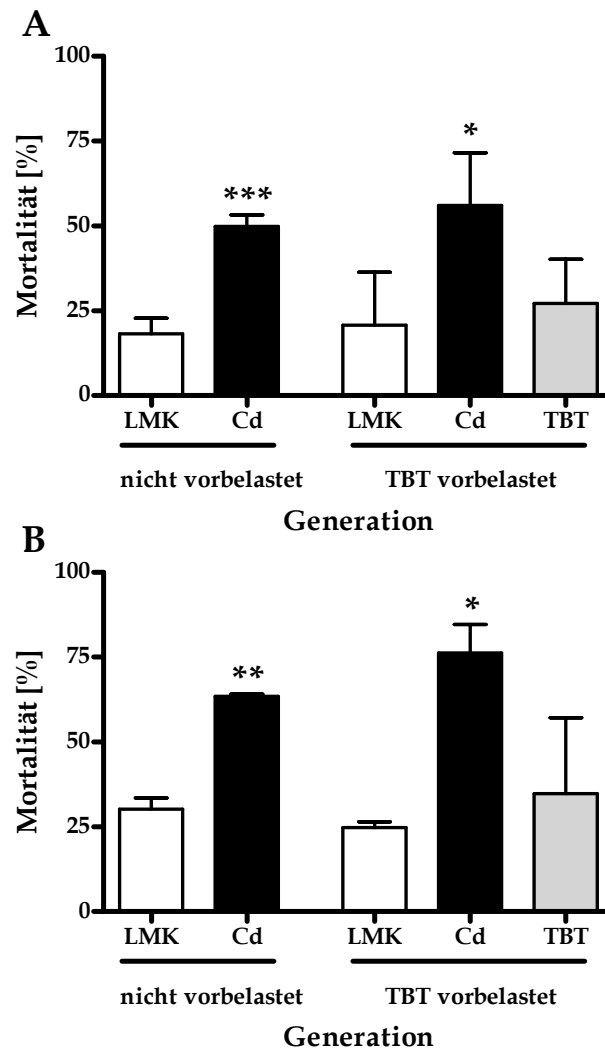 A
100
75
50
25
0
Mortalität [%]
***
*
LMK Cd LMK Cd TBT
nicht vorbelastet TBT vorbelastet
Generation
B
100
75
50
25
0
Mortalität [%]
**
*
LMK Cd LMK Cd TBT
nicht vorbelastet TBT vorbelastet
Generation